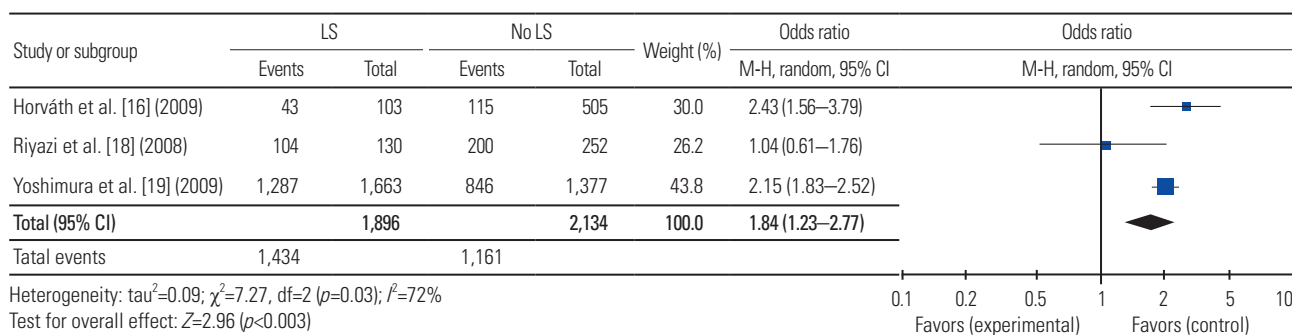 Study or subgroup LS No LS Weight (%) Odds ratio Odds ratio
Events Total Events Total M-H, random, 95% CI M-H, random, 95% CI
Horváth et al. [16] (2009) 43 103 115 505 30.0 2.43 (1.56–3.79)
Riyazi et al. [18] (2008) 104 130 200 252 26.2 1.04 (0.61–1.76)
Yoshimura et al. [19] (2009) 1,287 1,663 846 1,377 43.8 2.15 (1.83–2.52)
Total (95% CI) 1,896 2,134 100.0 1.84 (1.23–2.77)
Tatal events 1,434 1,161
Heterogeneity: tau²=0.09; χ²=7.27, df=2 (p=0.03); I²=72%
Test for overall effect: Z=2.96 (p<0.003)
0.1 0.2 0.5 1 2 5 10
Favors (experimental) Favors (control)